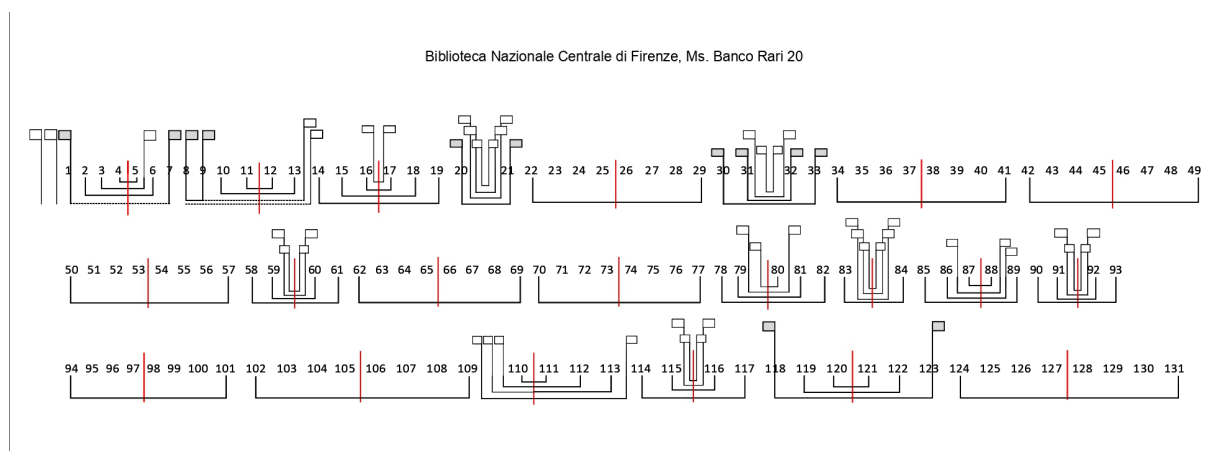 Biblioteca Nazionale Centrale di Firenze, Ms. Banco Rari 20
1 2 3 4 5 6 7 8 9 10 11 12 13 14 15 16 17 18 19 20 21 22 23 24 25 26 27 28 29 30 31 32 33 34 35 36 37 38 39 40 41 42 43 44 45 46 47 48 49
50 51 52 53 54 55 56 57 58 59 60 61 62 63 64 65 66 67 68 69 70 71 72 73 74 75 76 77 78 79 80 81 82 83 84 85 86 87 88 89 90 91 92 93
94 95 96 97 98 99 100 101 102 103 104 105 106 107 108 109 110 111 112 113 114 115 116 117 118 119 120 121 122 123 124 125 126 127 128 129 130 131